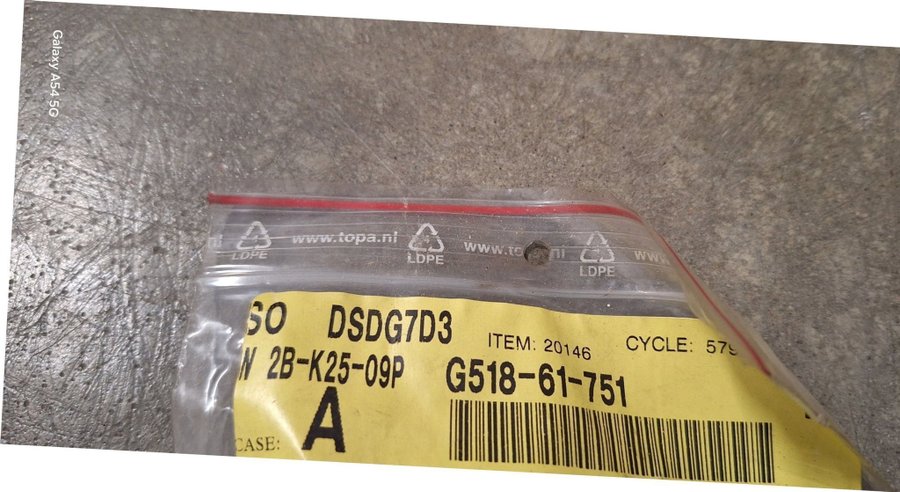 Galaxy A54 5G
www.topa.nl
LDPE
LDPE
LDPE
SO DSDG7D3 ITEM: 20146 CYCLE: 579
W 2B-K25-09P G518-61-751
CASE: A